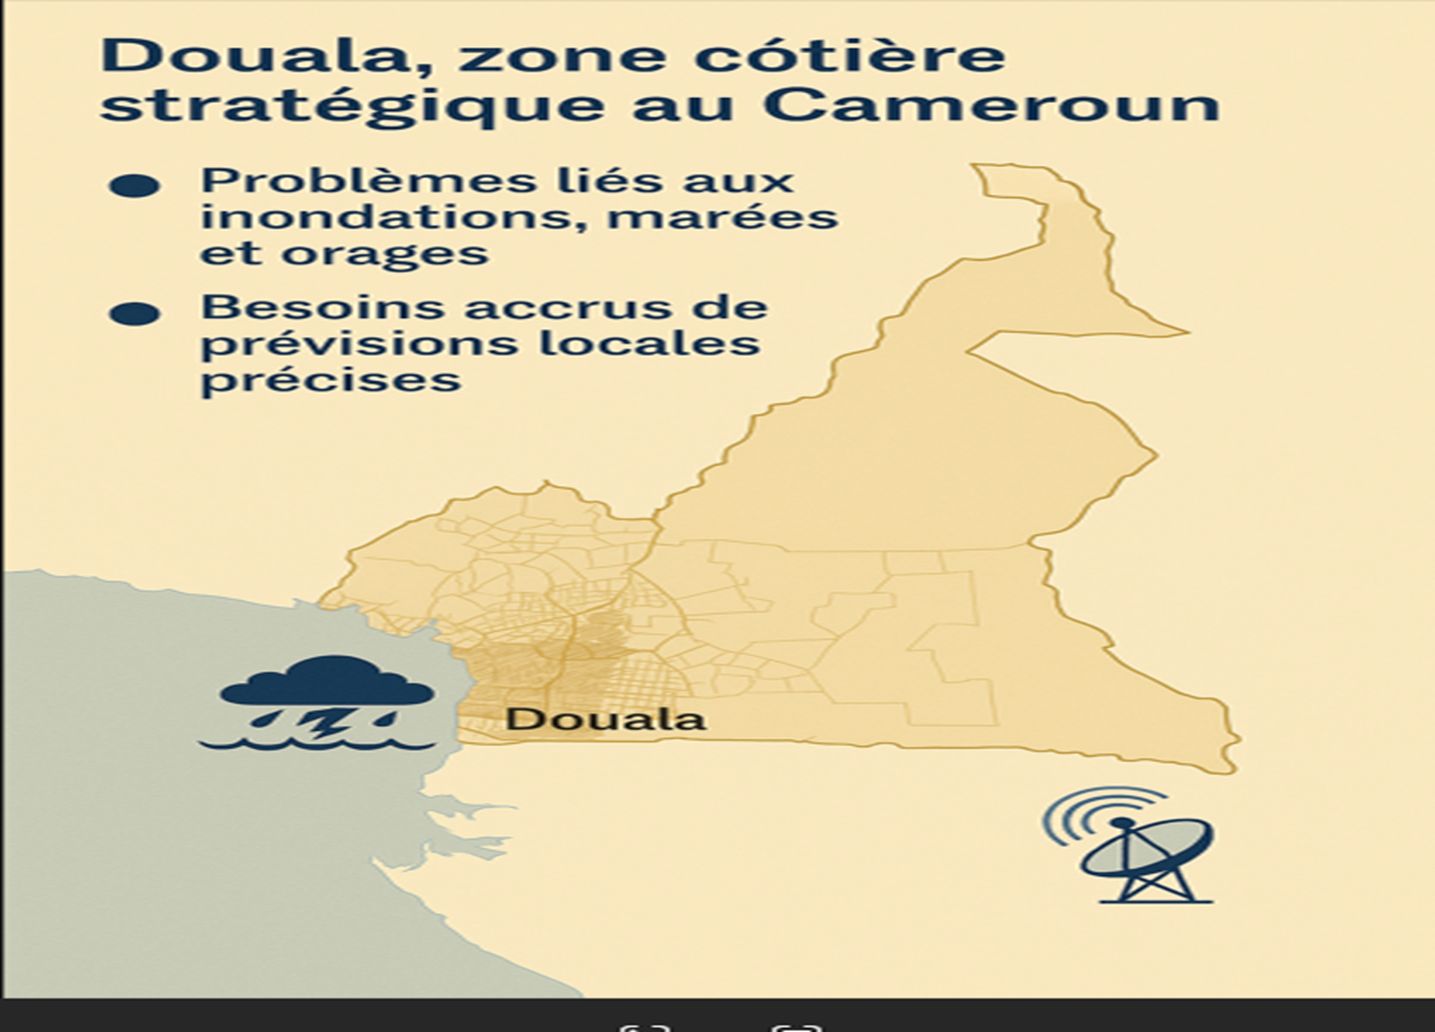 Douala, zone cótière
stratégique au Cameroun
Problèmes liés aux
inondations, marées
et orages
Besoins accrus de
prévisions locales
précises
Douala